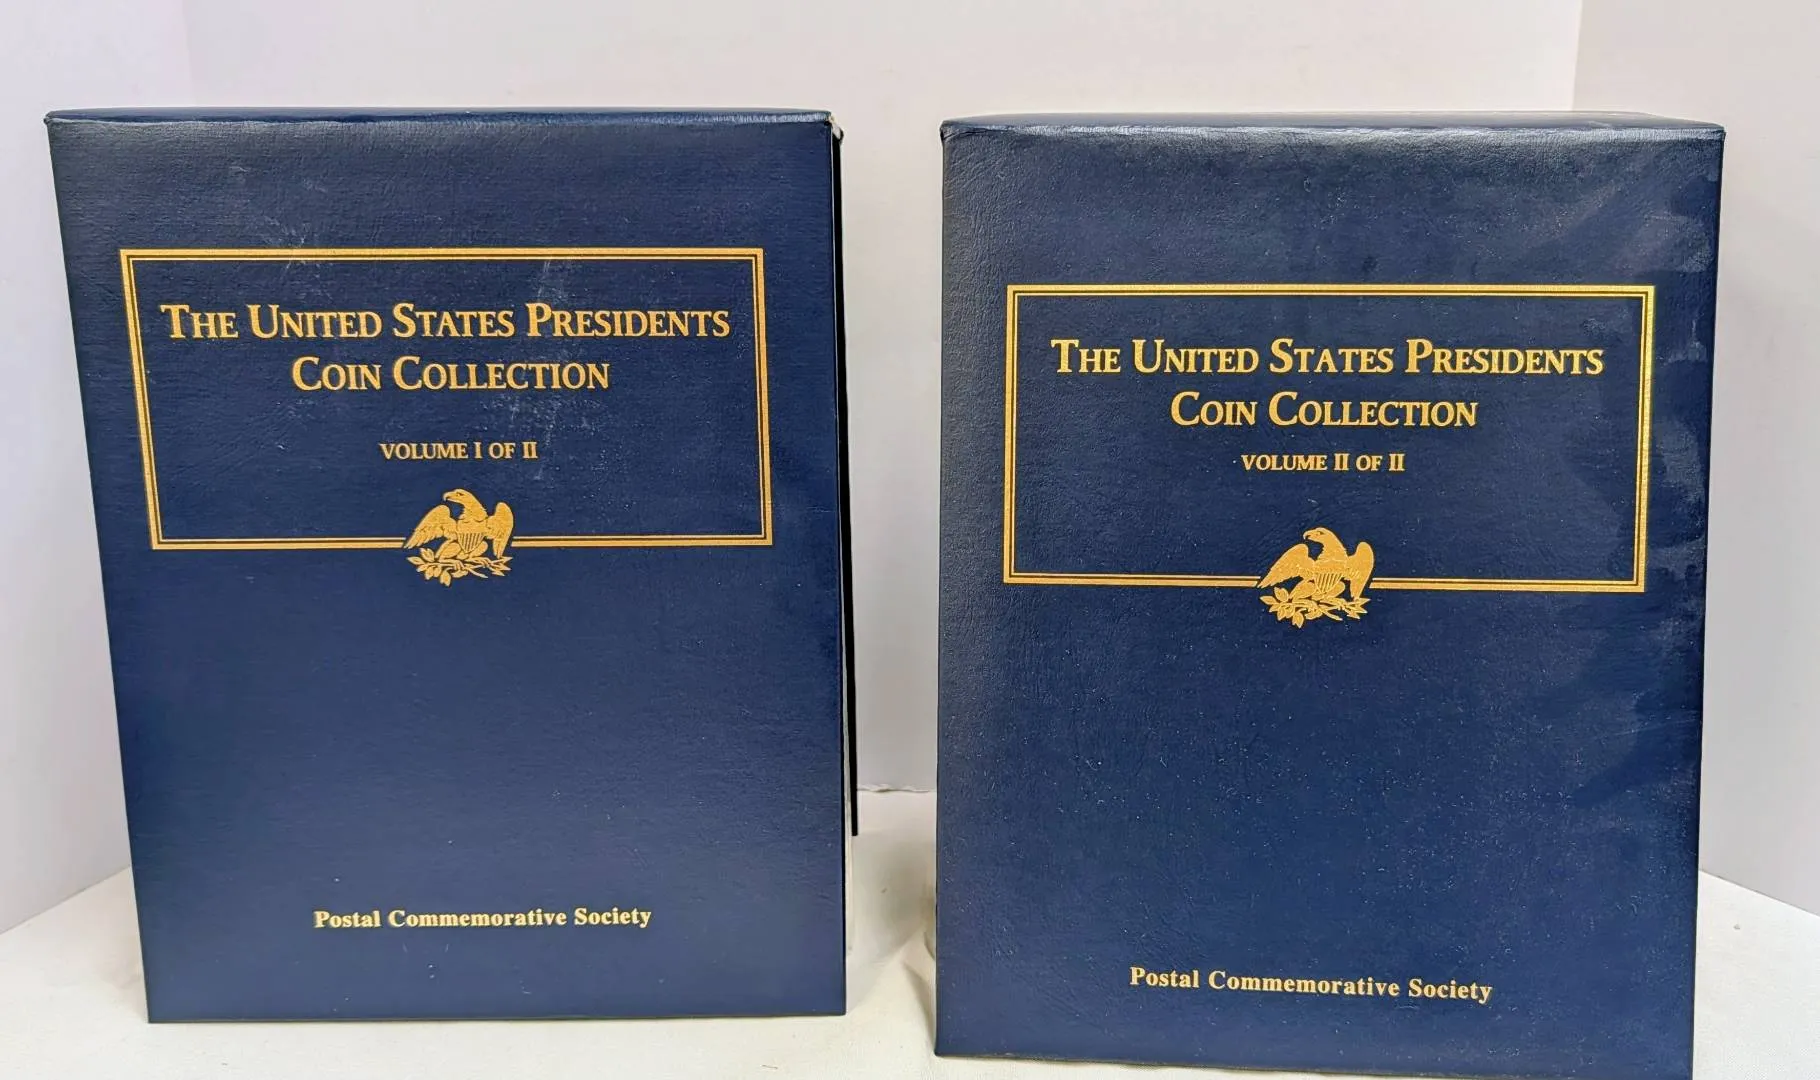 THE UNITED STATES PRESIDENTS
COIN COLLECTION
VOLUME I OF II
Postal Commemorative Society
THE UNITED STATES PRESIDENTS
COIN COLLECTION
VOLUME II OF II
Postal Commemorative Society